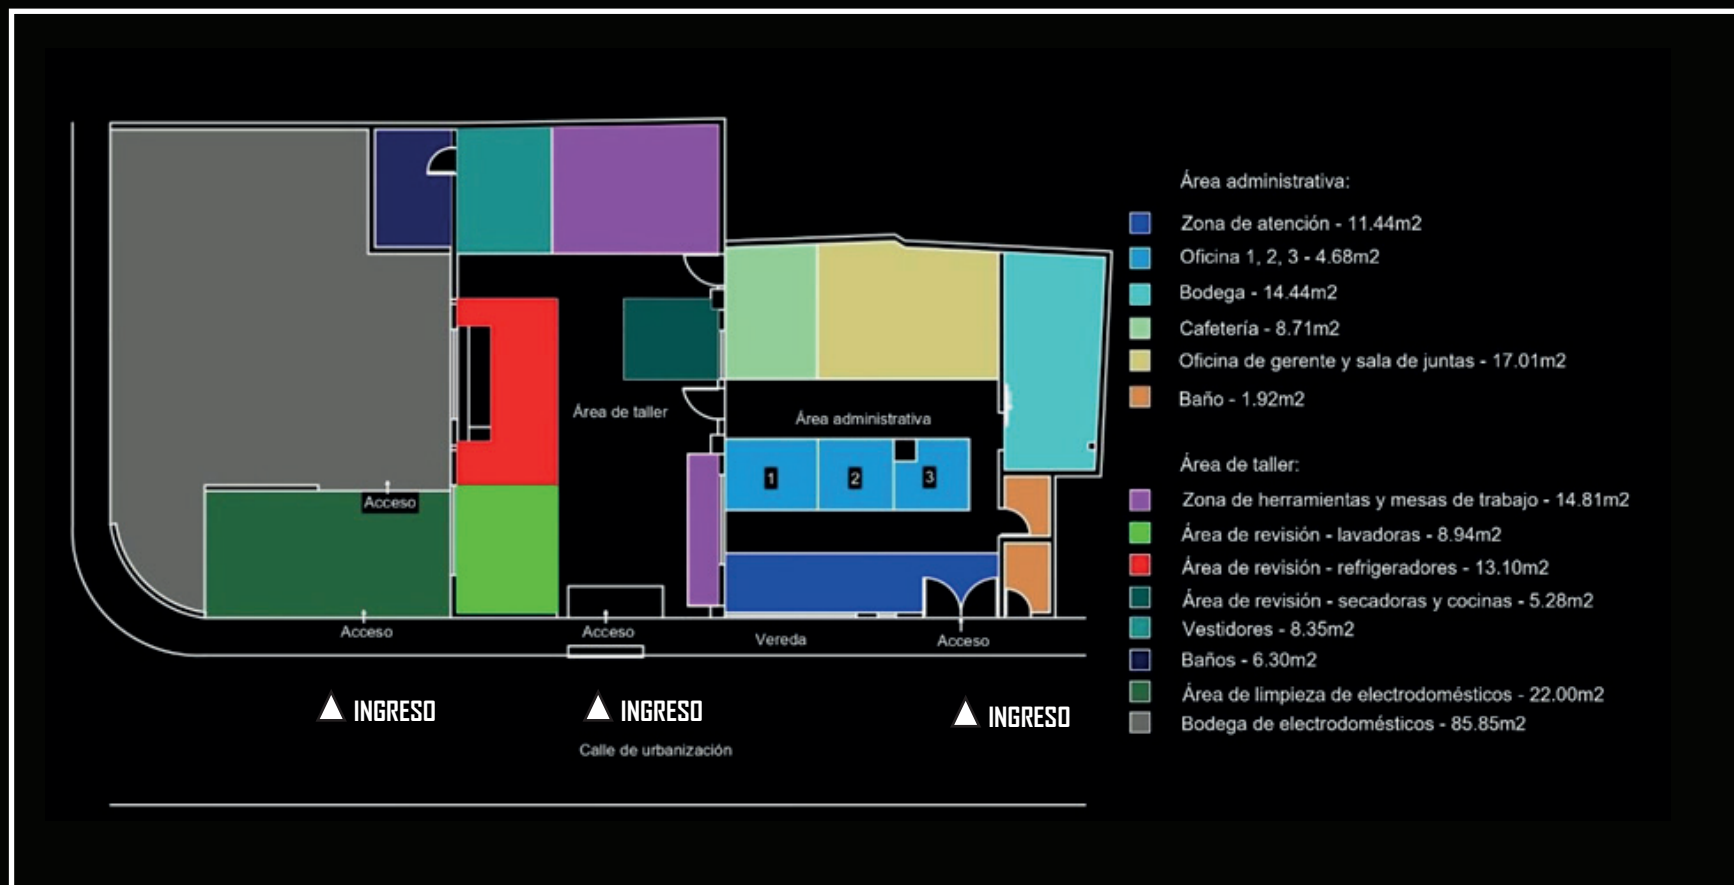 Área administrativa:
Zona de atención - 11.44m2
Oficina 1, 2, 3 - 4.68m2
Bodega - 14.44m2
Cafetería - 8.71m2
Oficina de gerente y sala de juntas - 17.01m2
Baño - 1.92m2
Área de taller:
Zona de herramientas y mesas de trabajo - 14.81m2
Área de revisión - lavadoras - 8.94m2
Área de revisión - refrigeradores - 13.10m2
Área de revisión - secadoras y cocinas - 5.28m2
Vestidores - 8.35m2
Baños - 6.30m2
Área de limpieza de electrodomésticos - 22.00m2
Bodega de electrodomésticos - 85.85m2
Área de taller
Área administrativa
1
2
3
Acceso
Acceso
Acceso
Vereda
Acceso
INGRESO
INGRESO
INGRESO
Calle de urbanización